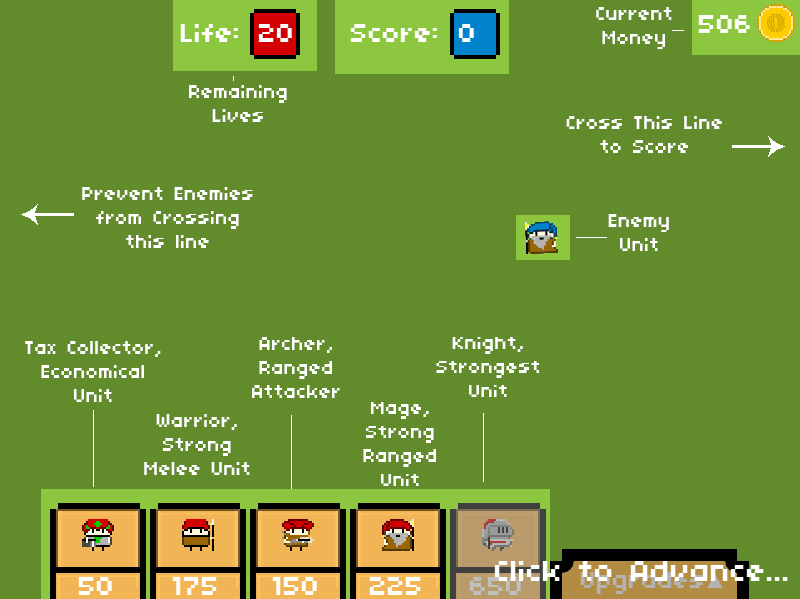 Life: 20
Score: 0
506
Current
Money
Remaining
Lives
Cross This Line
to Score
Prevent Enemies
from Crossing
this line
Enemy
Unit
Tax Collector,
Economical
Unit
Warrior,
Strong
Melee Unit
Archer,
Ranged
Attacker
Mage,
Strong
Ranged
Unit
Knight,
Strongest
Unit
50
175
150
225
650
Upgrades
Click to Advance...